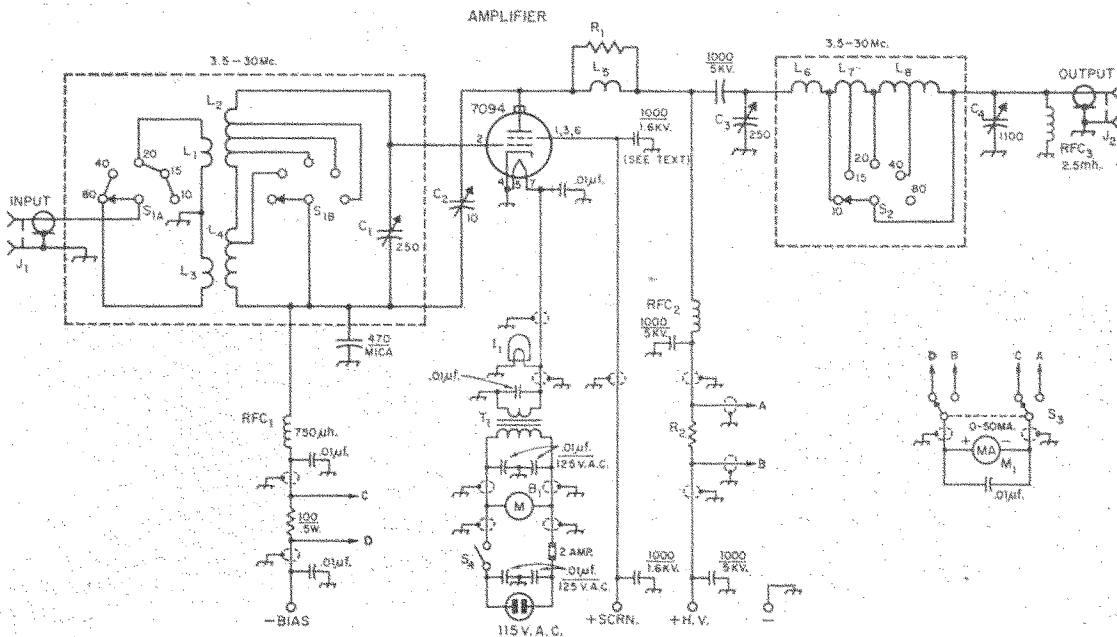 AMPLIFIER
3.5–30Mc.
INPUT
J1
40
80
20
15
10
S1A
L1
L2
L3
L4
S1B
C1
250
470
MICA
C2
10
7094
2
1,3,6
4
5
7
R1
L5
1000
1.6KV.
(SEE TEXT)
.01μf.
1000
5KV.
C3
250
3.5–30Mc.
L6
L7
L8
10
15
20
40
80
S2
C4
1100
RFC3
2.5mh.
OUTPUT
J2
RFC1
750μh.
.01μf.
C
100
.5W.
D
.01μf.
–BIAS
I1
.01μf.
T1
.01μf.
125 V.A.C.
B1
M
S4
2 AMP.
.01μf.
125 V.A.C.
115 V.A.C.
1000
1.6KV.
+SCRN.
RFC2
1000
5KV.
A
R2
B
1000
5KV.
+H.V.
–
D B C A
S3
0-50MA.
+ MA –
M1
.01μf.